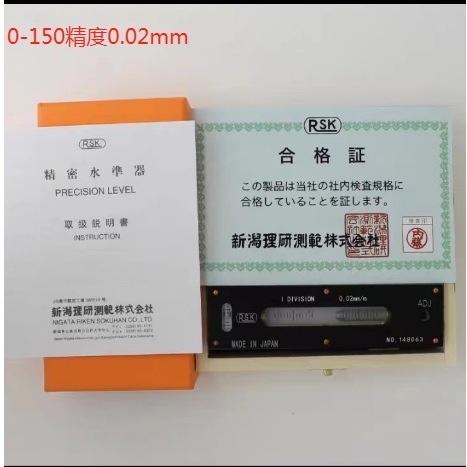 0-150精度0.02mm
RSK
精密水準器
PRECISION LEVEL
取扱説明書
INSTRUCTION
新潟理研測範株式会社
NIIGATA RIKEN SOKUHAN CO.,LTD
RSK
合格証
この製品は当社の社内検査規格に
合格していることを証します。
新潟理研測範株式会社
1 DIVISION 0.02mm/m
ADJ
RSK
MADE IN JAPAN
NO.148063